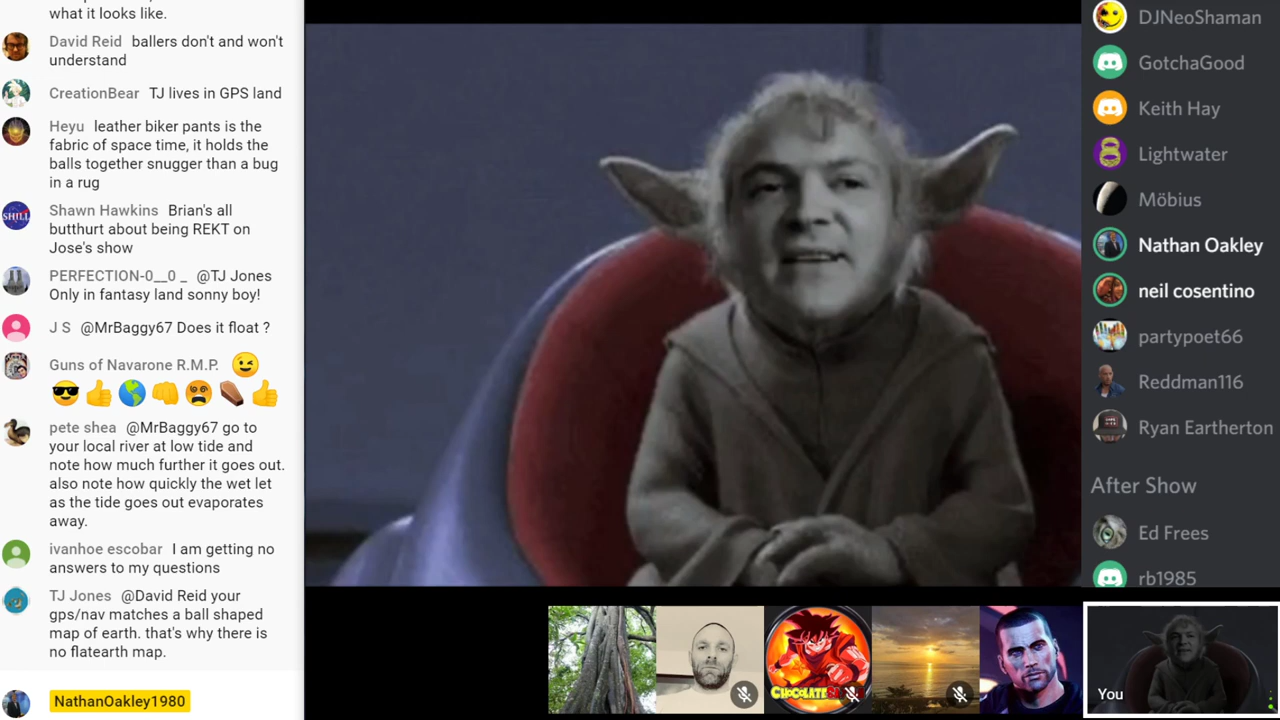 what it looks like.
David Reid ballers don't and won't
understand
CreationBear TJ lives in GPS land
Heyu leather biker pants is the
fabric of space time, it holds the
balls together snugger than a bug
in a rug
Shawn Hawkins Brian's all
butthurt about being REKT on
Jose's show
PERFECTION-0__0 _ @TJ Jones
Only in fantasy land sonny boy!
J S @MrBaggy67 Does it float ?
Guns of Navarone R.M.P. 😉
😎👍🌎👊😵⚰️👍
pete shea @MrBaggy67 go to
your local river at low tide and
note how much further it goes out.
also note how quickly the wet let
as the tide goes out evaporates
away.
ivanhoe escobar I am getting no
answers to my questions
TJ Jones @David Reid your
gps/nav matches a ball shaped
map of earth. that's why there is
no flatearth map.
NathanOakley1980
SHILL
DJNeoShaman
GotchaGood
Keith Hay
Lightwater
Möbius
Nathan Oakley
neil cosentino
partypoet66
Reddman116
Ryan Eartherton
After Show
Ed Frees
rb1985
You